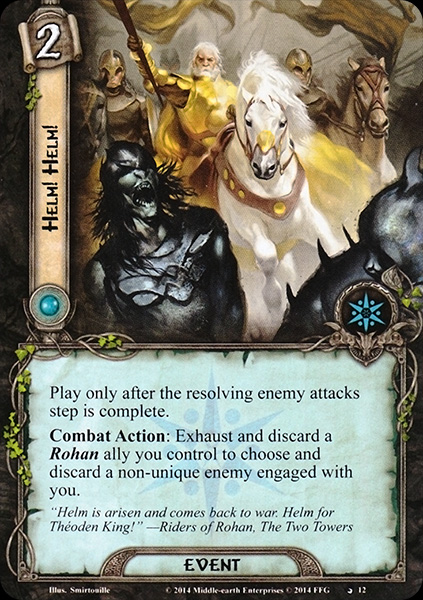 2
Helm! Helm!
Play only after the resolving enemy attacks
step is complete.
Combat Action: Exhaust and discard a
Rohan ally you control to choose and
discard a non-unique enemy engaged with
you.
“Helm is arisen and comes back to war. Helm for
Théoden King!” —Riders of Rohan, The Two Towers
EVENT
Illus. Smirtouille © 2014 Middle-earth Enterprises © 2014 FFG 12